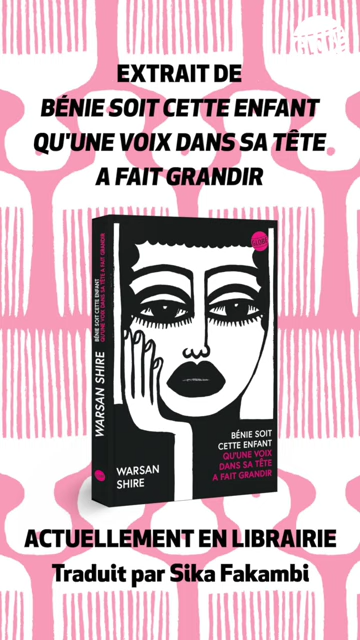 EXTRAIT DE
BÉNIE SOIT CETTE ENFANT
QU'UNE VOIX DANS SA TÊTE
A FAIT GRANDIR
WARSAN SHIRE
BÉNIE SOIT CETTE ENFANT
QU'UNE VOIX DANS SA TÊTE A FAIT GRANDIR
BÉNIE SOIT
CETTE ENFANT
QU'UNE VOIX
DANS SA TÊTE
A FAIT GRANDIR
WARSAN
SHIRE
ACTUELLEMENT EN LIBRAIRIE
Traduit par Sika Fakambi